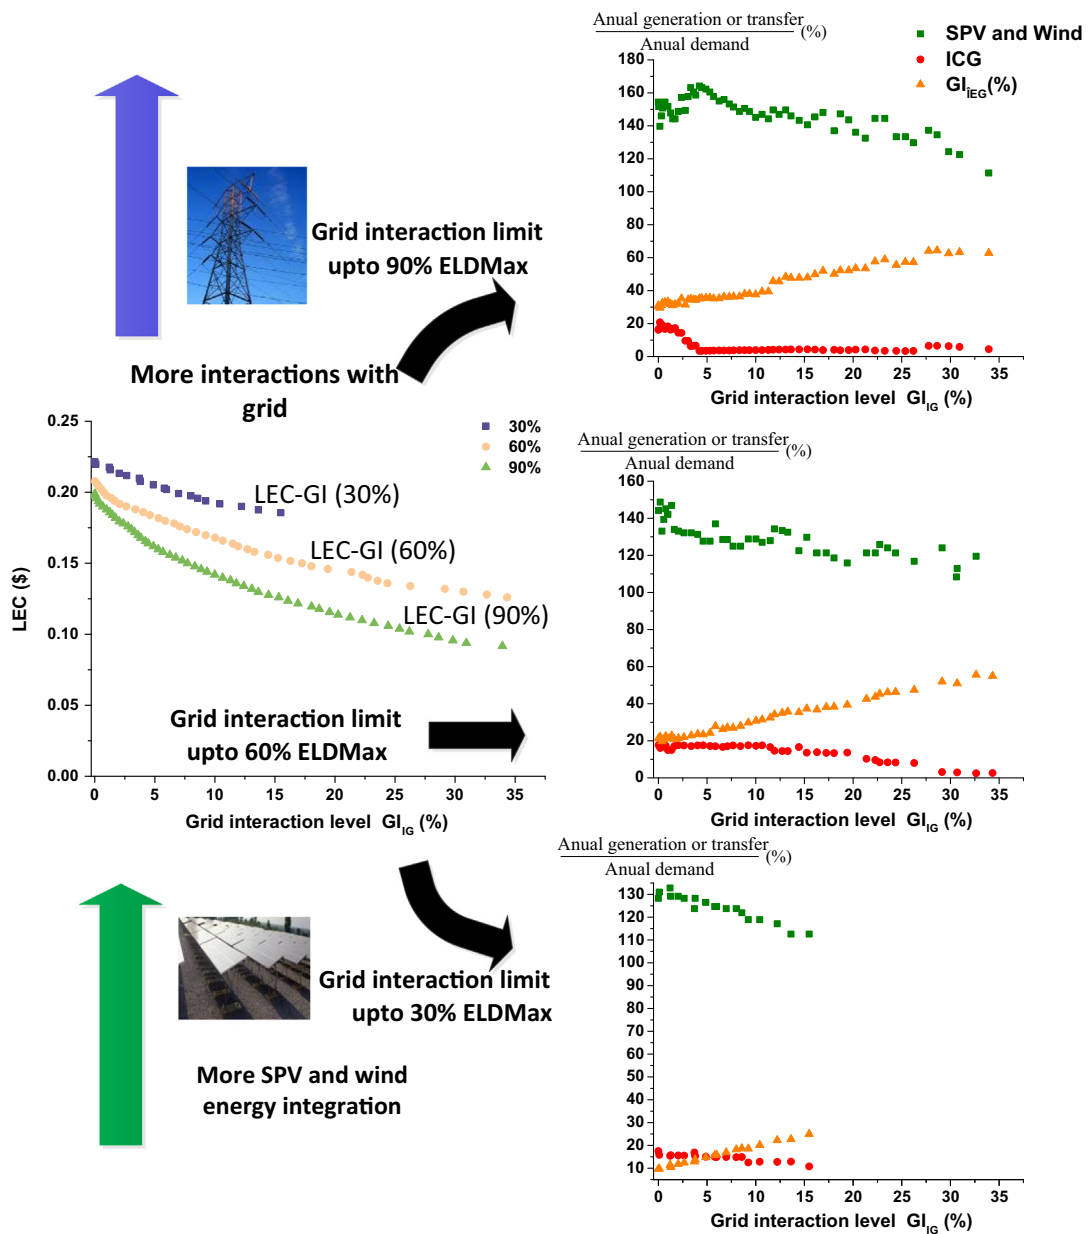 Anual generation or transfer
Anual demand
(%)
SPV and Wind
ICG
GI_ÎEG(%)
180
160
140
120
100
80
60
40
20
0
0 5 10 15 20 25 30 35
Grid interaction level GI_IG (%)
Grid interaction limit
upto 90% ELDMax
More interactions with
grid
0.25
0.20
0.15
0.10
0.05
0.00
LEC ($)
30%
60%
90%
LEC-GI (30%)
LEC-GI (60%)
LEC-GI (90%)
0 5 10 15 20 25 30 35
Grid interaction level GI_IG (%)
Grid interaction limit
upto 60% ELDMax
Anual generation or transfer
Anual demand
(%)
160
140
120
100
80
60
40
20
0
0 5 10 15 20 25 30 35
Grid interaction level GI_IG (%)
Grid interaction limit
upto 30% ELDMax
More SPV and wind
energy integration
Anual generation or transfer
Anual demand
(%)
130
120
110
100
90
80
70
60
50
40
30
20
10
0 5 10 15 20 25 30 35
Grid interaction level GI_IG (%)